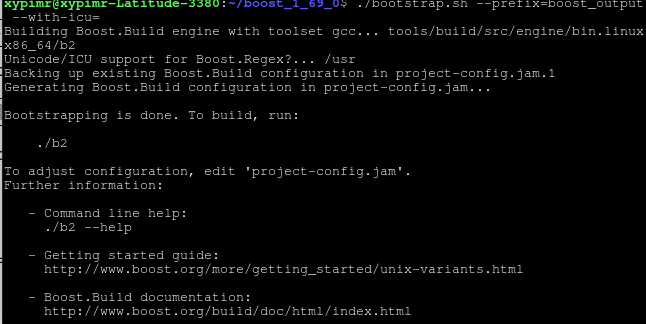 xypimr@xypimr-Latitude-3380:~/boost_1_69_0$ ./bootstrap.sh --prefix=boost_output
 --with-icu=
Building Boost.Build engine with toolset gcc... tools/build/src/engine/bin.linux
x86_64/b2
Unicode/ICU support for Boost.Regex?... /usr
Backing up existing Boost.Build configuration in project-config.jam.1
Generating Boost.Build configuration in project-config.jam...

Bootstrapping is done. To build, run:

    ./b2

To adjust configuration, edit 'project-config.jam'.
Further information:

   - Command line help:
     ./b2 --help

   - Getting started guide:
     http://www.boost.org/more/getting_started/unix-variants.html

   - Boost.Build documentation:
     http://www.boost.org/build/doc/html/index.html